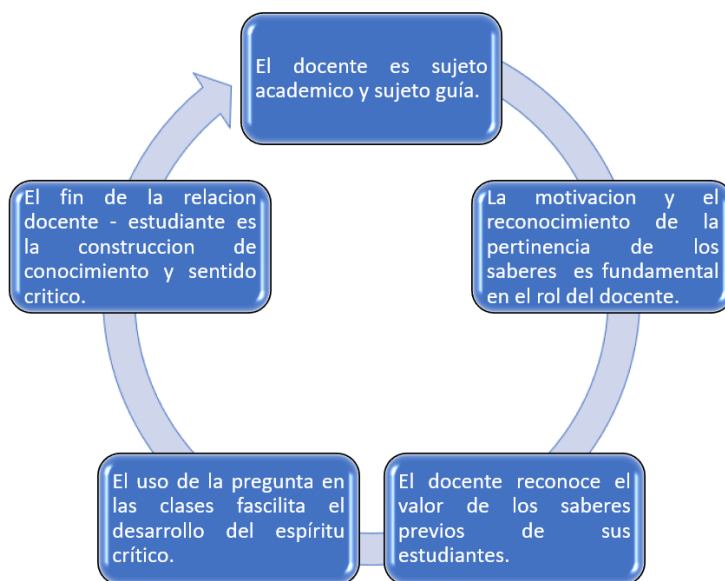 El docente es sujeto
academico y sujeto guía.
La motivacion y el
reconocimiento de la
pertinencia de los
saberes es fundamental
en el rol del docente.
El docente reconoce el
valor de los saberes
previos de sus
estudiantes.
El uso de la pregunta en
las clases fascilita el
desarrollo del espíritu
crítico.
El fin de la relacion
docente - estudiante es
la construccion de
conocimiento y sentido
critico.